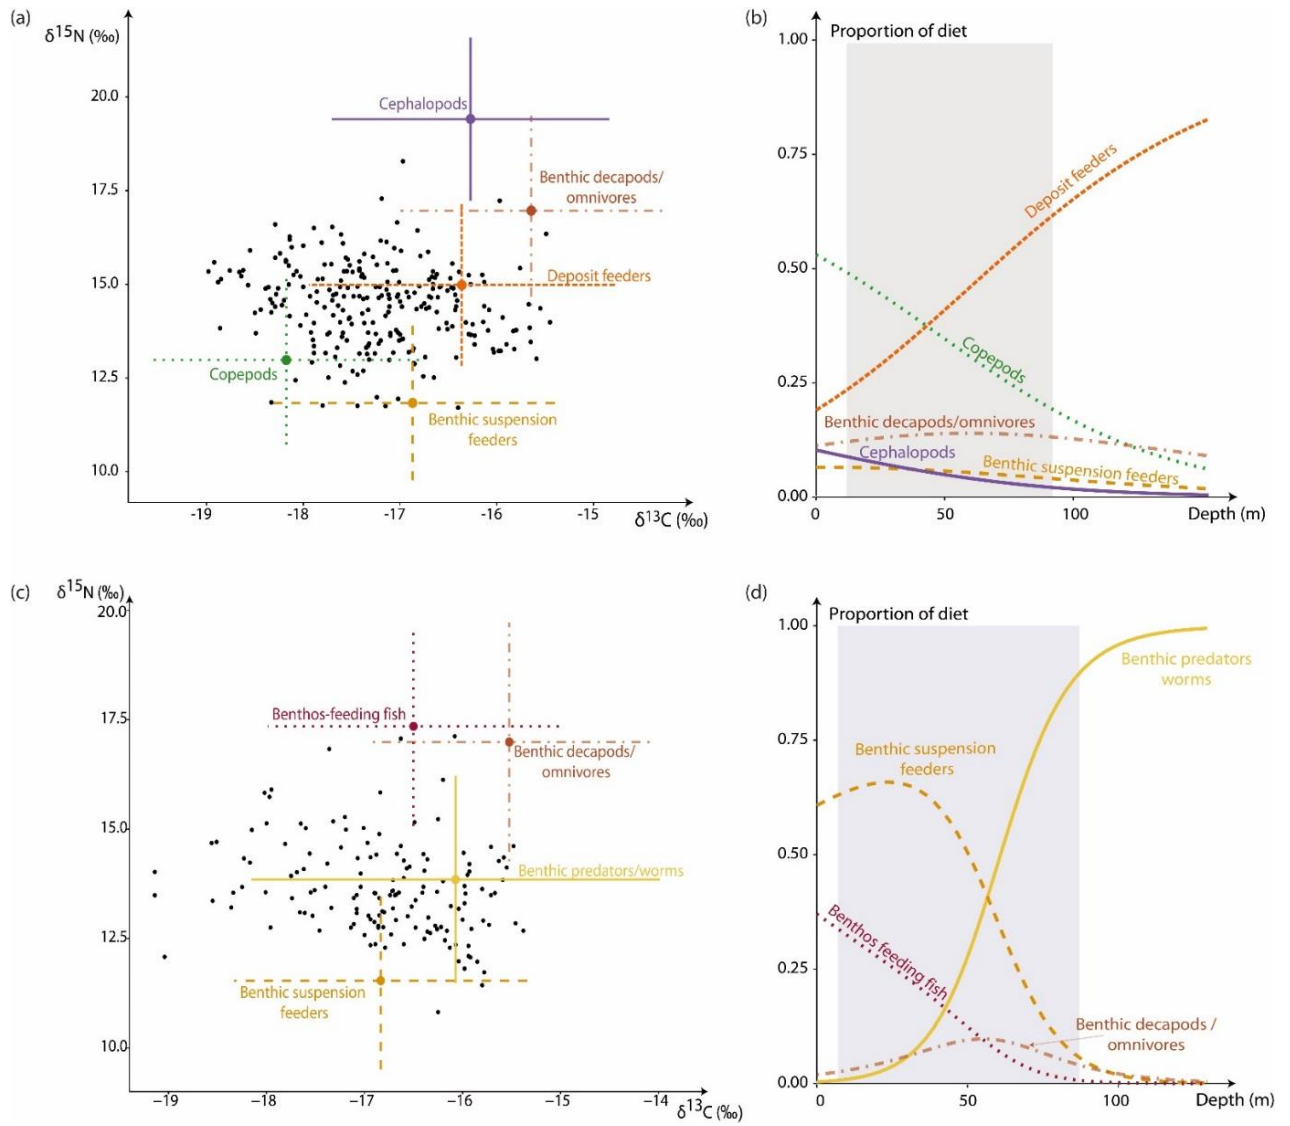 (a)
δ15N (‰)
20.0
17.5
15.0
12.5
10.0
Cephalopods
Benthic decapods/
omnivores
Deposit feeders
Copepods
Benthic suspension
feeders
-19
-18
-17
-16
-15
δ13C (‰)
(b)
Proportion of diet
1.00
0.75
0.50
0.25
0.00
Deposit feeders
Copepods
Benthic decapods/omnivores
Cephalopods
Benthic suspension feeders
0
50
100
Depth (m)
(c)
δ15N (‰)
20.0
17.5
15.0
12.5
10.0
Benthos-feeding fish
Benthic decapods/
omnivores
Benthic predators/worms
Benthic suspension
feeders
−19
−18
−17
−16
−15
−14
δ13C (‰)
(d)
Proportion of diet
1.00
0.75
0.50
0.25
0.00
Benthic predators
worms
Benthic suspension
feeders
Benthos feeding fish
Benthic decapods /
omnivores
0
50
100
Depth (m)